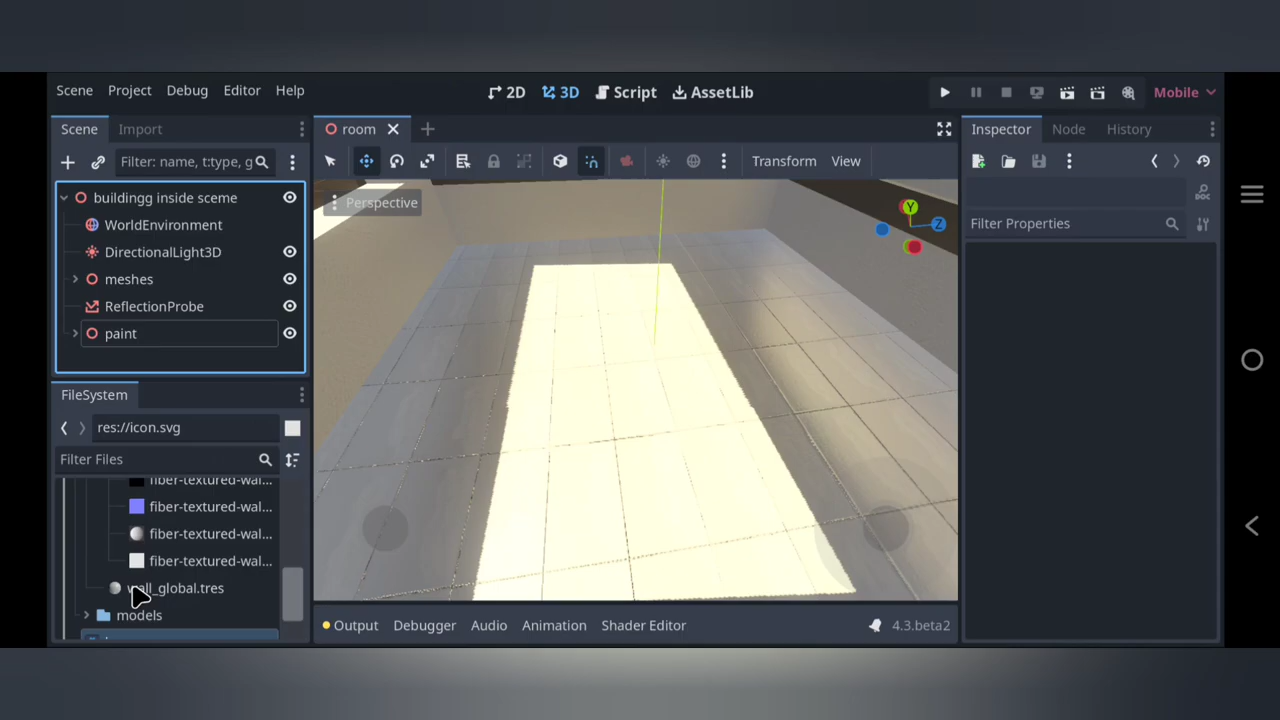 Scene Project Debug Editor Help
2D 3D Script AssetLib
Mobile
Scene Import
Filter: name, t:type, g
buildingg inside sceme
WorldEnvironment
DirectionalLight3D
meshes
ReflectionProbe
paint
FileSystem
res://icon.svg
Filter Files
fiber-textured-wal...
fiber-textured-wal...
fiber-textured-wal...
fiber-textured-wal...
wall_global.tres
models
room
Transform View
Perspective
Y
Z
Output Debugger Audio Animation Shader Editor
4.3.beta2
Inspector Node History
Filter Properties